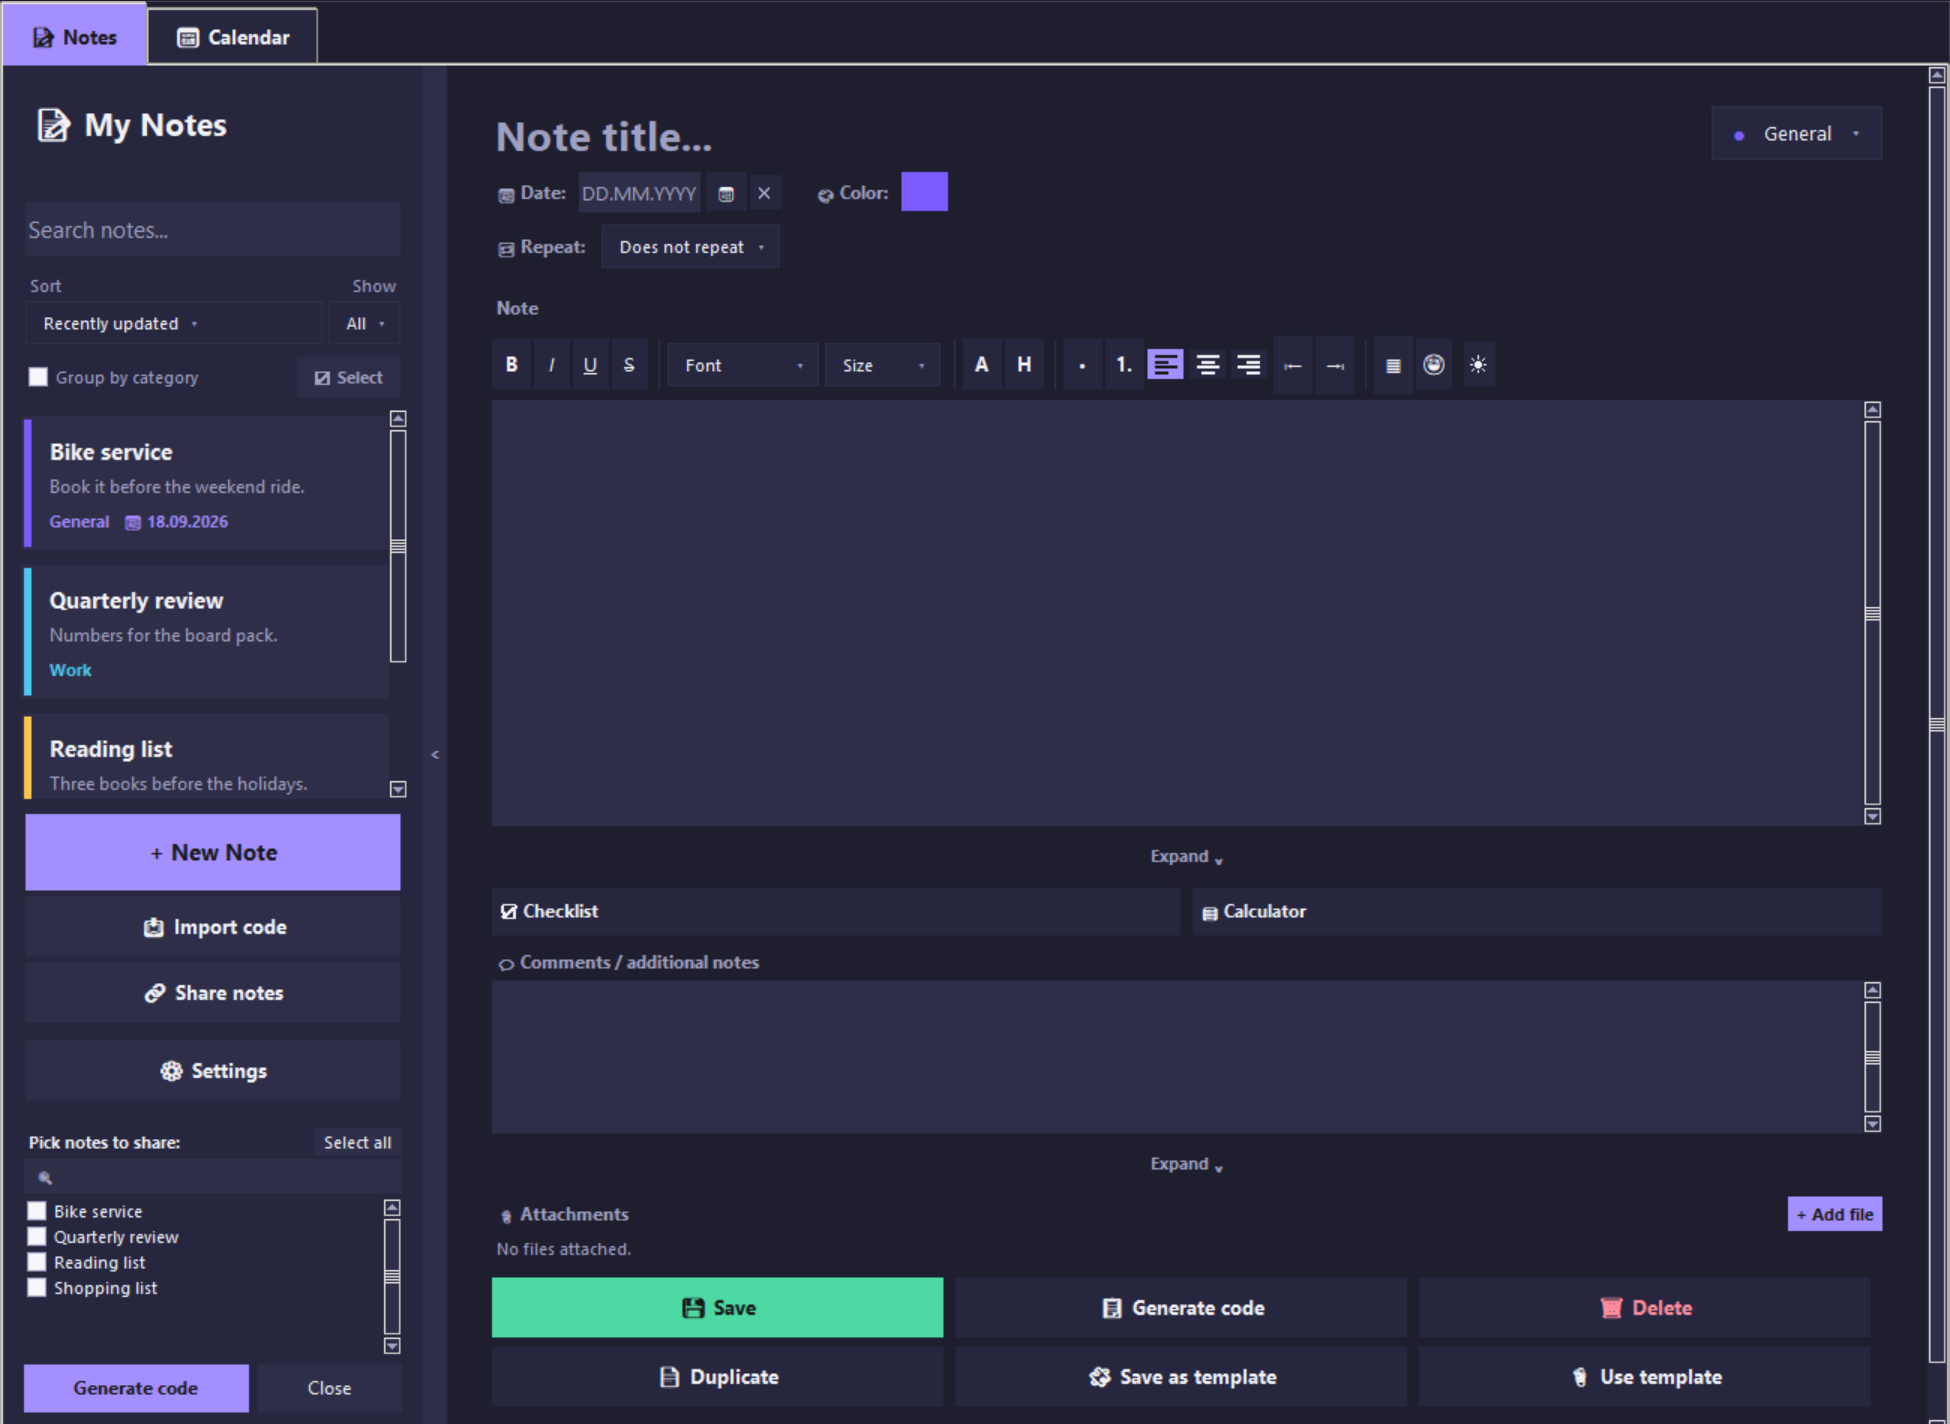 Notes
Calendar
My Notes
Search notes...
Sort
Show
Recently updated
All
Group by category
Select
Bike service
Book it before the weekend ride.
General 18.09.2026
Quarterly review
Numbers for the board pack.
Work
Reading list
Three books before the holidays.
+ New Note
Import code
Share notes
Settings
Pick notes to share:
Select all
Bike service
Quarterly review
Reading list
Shopping list
Generate code
Close
<
Note title...
General
Date: DD.MM.YYYY
Color:
Repeat: Does not repeat
Note
B I U S Font Size A H • 1.
Expand
Checklist
Calculator
Comments / additional notes
Expand
Attachments
+ Add file
No files attached.
Save
Generate code
Delete
Duplicate
Save as template
Use template